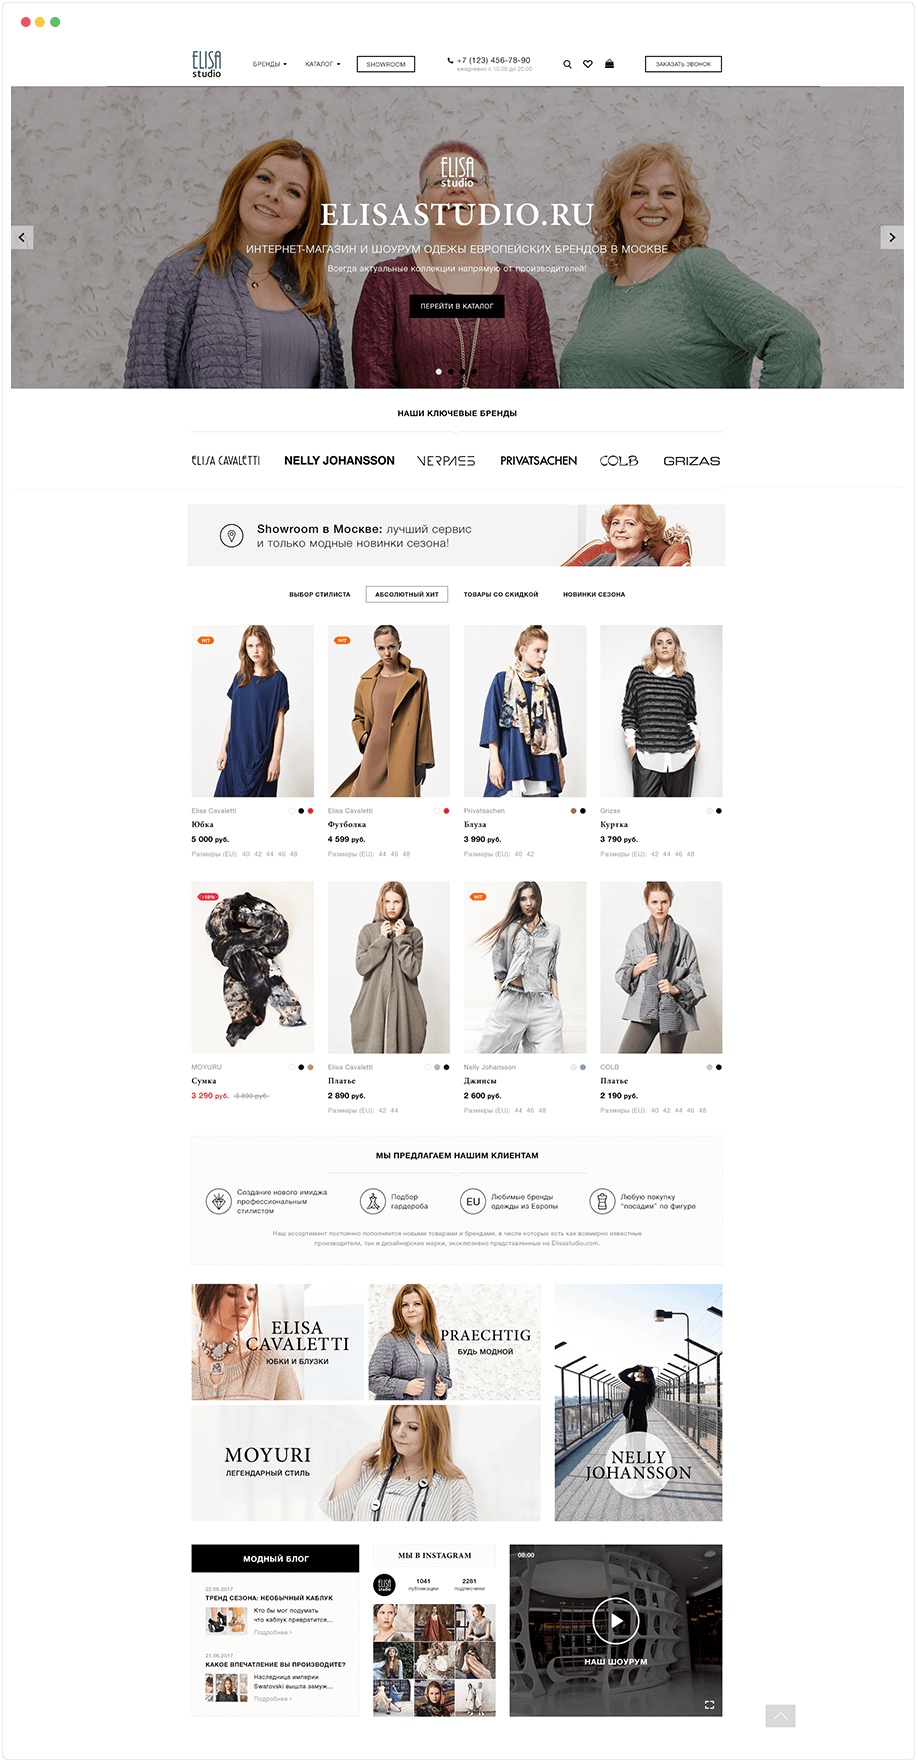 ELISA
studio
БРЕНДЫ
КАТАЛОГ
SHOWROOM
+7 (123) 456-78-90
ежедневно с 10.00 до 20.00
ЗАКАЗАТЬ ЗВОНОК
ELISA
studio
ELISASTUDIO.RU
ИНТЕРНЕТ-МАГАЗИН И ШОУРУМ ОДЕЖЫ ЕВРОПЕЙСКИХ БРЕНДОВ В МОСКВЕ
Всегда актуальные коллекции напрямую от производителей!
ПЕРЕЙТИ В КАТАЛОГ
НАШИ КЛЮЧЕВЫЕ БРЕНДЫ
ELISA CAVALETTI NELLY JOHANSSON VERPASS PRIVATSACHEN COLB GRIZAS
Showroom в Москве: лучший сервис
и только модные новинки сезона!
ВЫБОР СТИЛИСТА АБСОЛЮТНЫЙ ХИТ ТОВАРЫ СО СКИДКОЙ НОВИНКИ СЕЗОНА
HIT
Elisa Cavaletti
Юбка
5 000 руб.
Размеры (EU): 40 42 44 46 48
HIT
Elisa Cavaletti
Футболка
4 599 руб.
Размеры (EU): 44 46 48
Privatsachen
Блуза
3 990 руб.
Размеры (EU): 40 42
Grizas
Куртка
3 790 руб.
Размеры (EU): 42 44 46 48
MOYURU
Сумка
3 290 руб. 3 890 руб.
Elisa Cavaletti
Платье
2 890 руб.
Размеры (EU): 42 44
HIT
Nelly Johansson
Джинсы
2 600 руб.
Размеры (EU): 44 46 48
COLB
Платье
2 190 руб.
Размеры (EU): 40 42 44 46 48
МЫ ПРЕДЛАГАЕМ НАШИМ КЛИЕНТАМ
Создание нового имиджа
профессиональным
стилистом
Подбор
гардероба
EU
Любимые бренды
одежды из Европы
Любую покупку
"посадим" по фигуре
Наш ассортимент постоянно пополняется новыми товарами и брендами, в числе которых есть как всемирно известные
производители, так и дизайнерские марки, эксклюзивно представленные на Elisastudio.com.
ELISA
CAVALETTI
ЮБКИ И БЛУЗКИ
PRAECHTIG
БУДЬ МОДНОЙ
MOYURI
ЛЕГЕНДАРНЫЙ СТИЛЬ
NELLY
JOHANSSON
МОДНЫЙ БЛОГ
22.06.2017
ТРЕНД СЕЗОНА: НЕОБЫЧНЫЙ КАБЛУК
Кто бы мог подумать
что каблук превратится...
Подробнее >
21.06.2017
КАКОЕ ВПЕЧАТЛЕНИЕ ВЫ ПРОИЗВОДИТЕ?
Наследница империи
Swarovski вышла замуж...
Подробнее >
МЫ В INSTAGRAM
ELISA
studio
1041
публикации
2281
подписчики
08:00
НАШ ШОУРУМ